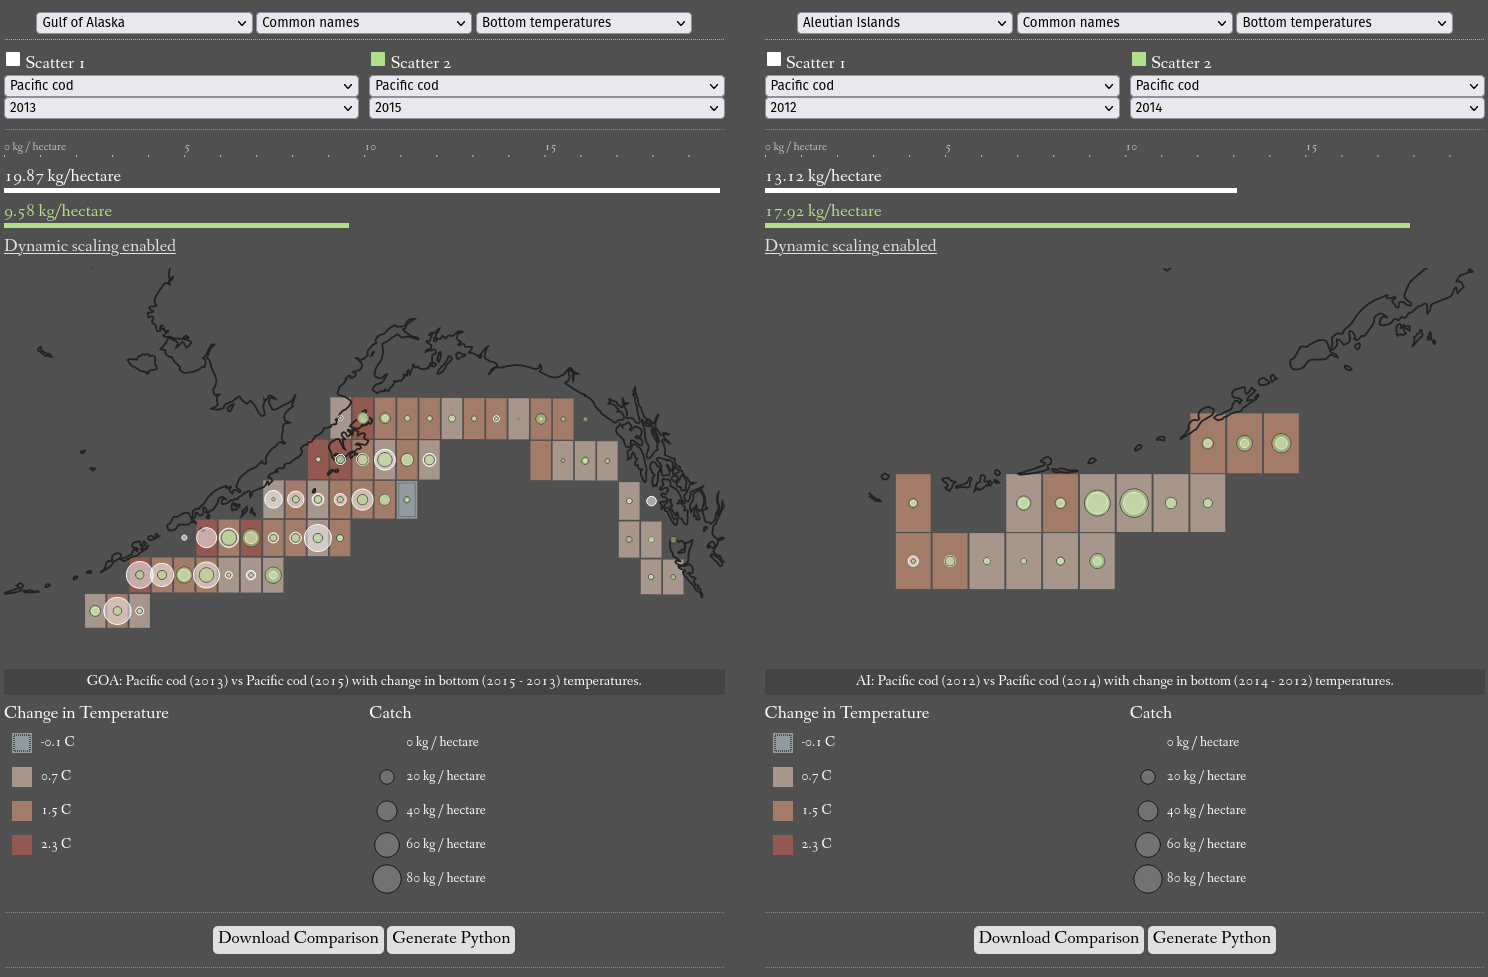 Gulf of Alaska Common names Bottom temperatures
Scatter 1 Scatter 2
Pacific cod Pacific cod
2013 2015
0 kg / hectare 5 10 15
19.87 kg/hectare
9.58 kg/hectare
Dynamic scaling enabled
GOA: Pacific cod (2013) vs Pacific cod (2015) with change in bottom (2015 - 2013) temperatures.
Change in Temperature Catch
-0.1 C 0 kg / hectare
0.7 C 20 kg / hectare
1.5 C 40 kg / hectare
2.3 C 60 kg / hectare
80 kg / hectare
Download Comparison Generate Python
Aleutian Islands Common names Bottom temperatures
Scatter 1 Scatter 2
Pacific cod Pacific cod
2012 2014
0 kg / hectare 5 10 15
13.12 kg/hectare
17.92 kg/hectare
Dynamic scaling enabled
AI: Pacific cod (2012) vs Pacific cod (2014) with change in bottom (2014 - 2012) temperatures.
Change in Temperature Catch
-0.1 C 0 kg / hectare
0.7 C 20 kg / hectare
1.5 C 40 kg / hectare
2.3 C 60 kg / hectare
80 kg / hectare
Download Comparison Generate Python